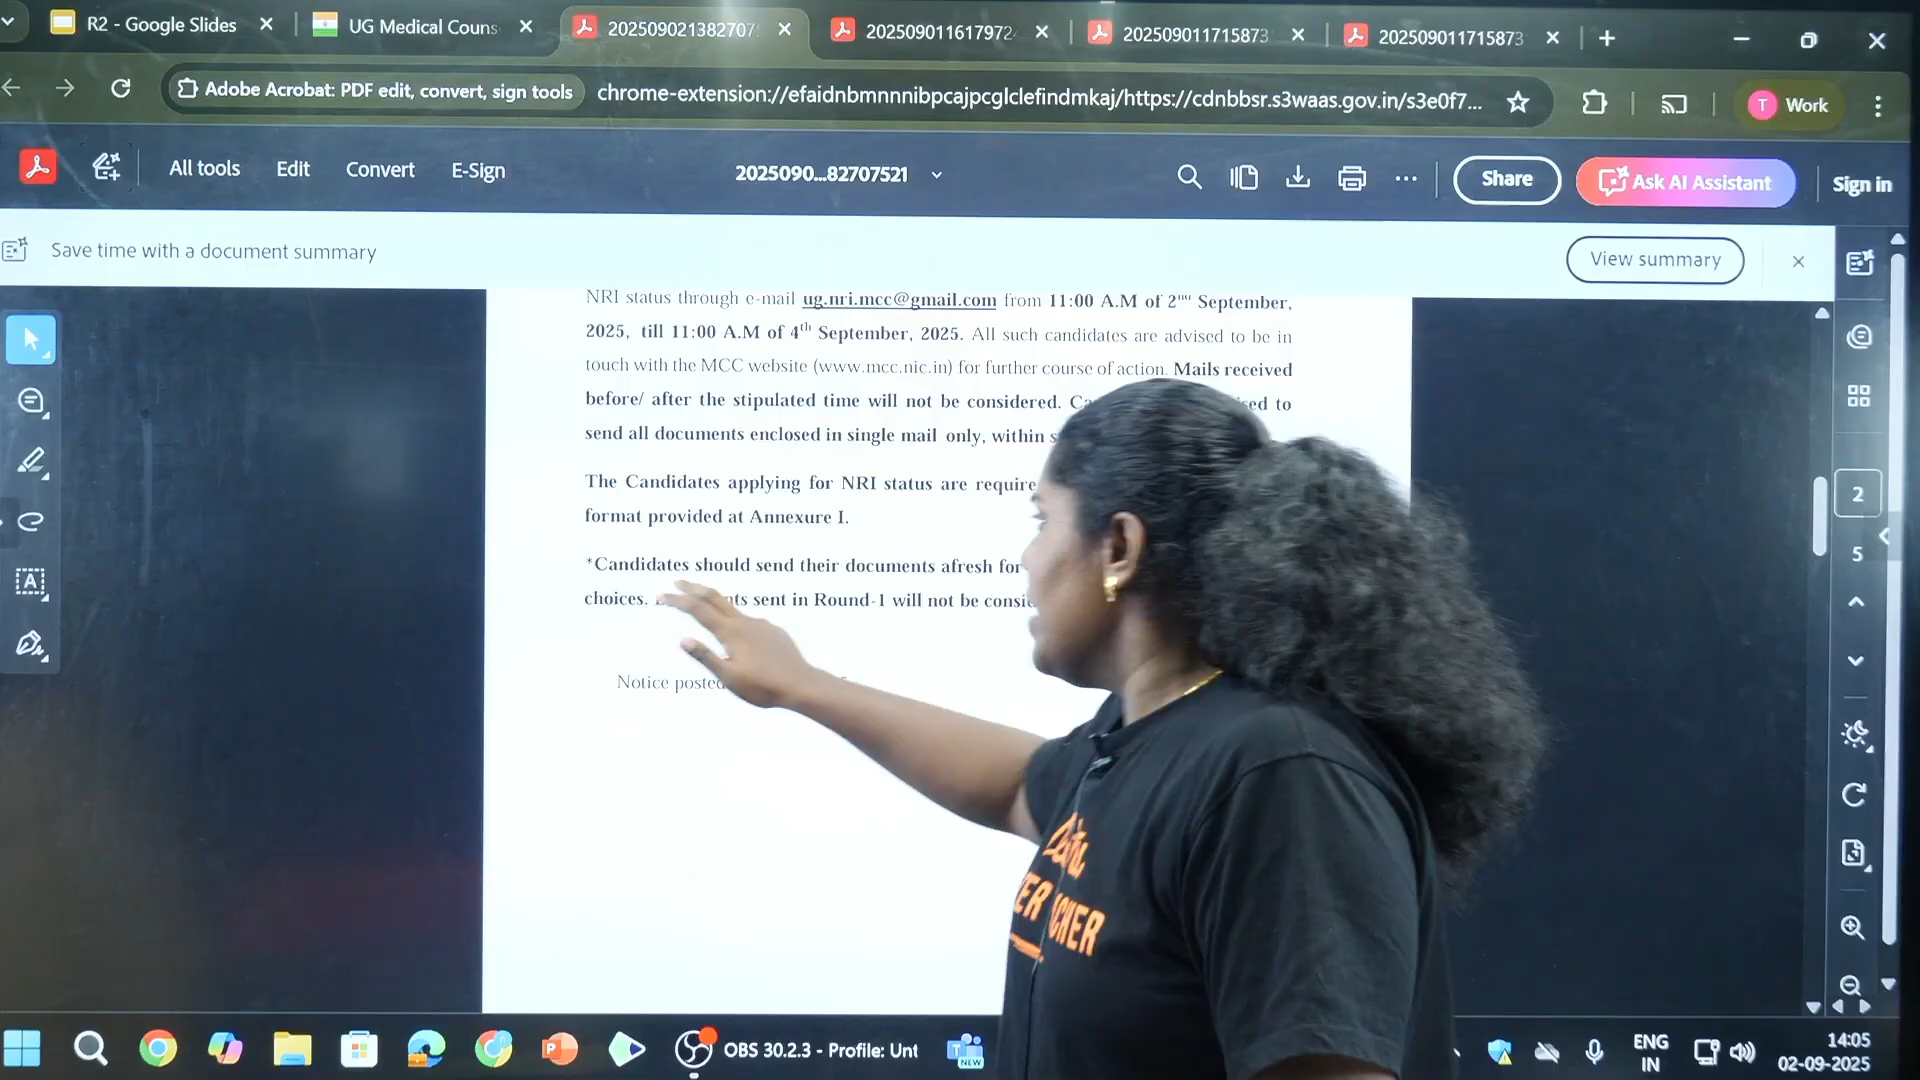 R2 - Google Slides
UG Medical Couns
20250902138270 7
20250901161797 2
202509011715873
202509011715873
Adobe Acrobat: PDF edit, convert, sign tools
chrome-extension://efaidnbmnnnibpcajpcglclefindmkaj/https://cdnbbsr.s3waas.gov.in/s3e0f7...
T Work
All tools Edit Convert E-Sign
2025090...82707521
Share
Ask AI Assistant
Sign in
Save time with a document summary
View summary
NRI status through e-mail ug.nri.mcc@gmail.com from 11:00 A.M of 2nd September,
2025, till 11:00 A.M of 4th September, 2025. All such candidates are advised to be in
touch with the MCC website (www.mcc.nic.in) for further course of action. Mails received
before/ after the stipulated time will not be considered. to
send all documents enclosed in single mail only, within
The Candidates applying for NRI status are
format provided at Annexure I.
*Candidates should send their documents afresh for
choices. sent in Round-1 will not be
Notice posted
2
5
OBS 30.2.3 - Profile: Unt
NEW
ENG
IN
14:05
02-09-2025